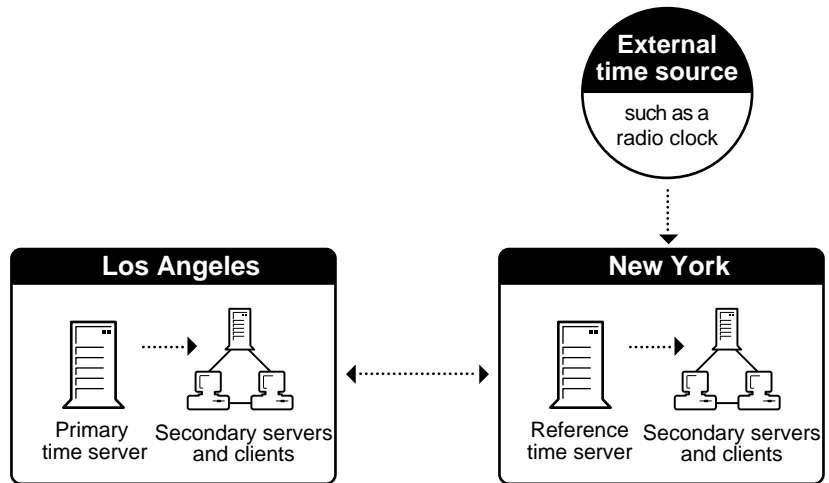 External
time source
such as a
radio clock
Los Angeles
Primary
time server
Secondary servers
and clients
New York
Reference
time server
Secondary servers
and clients